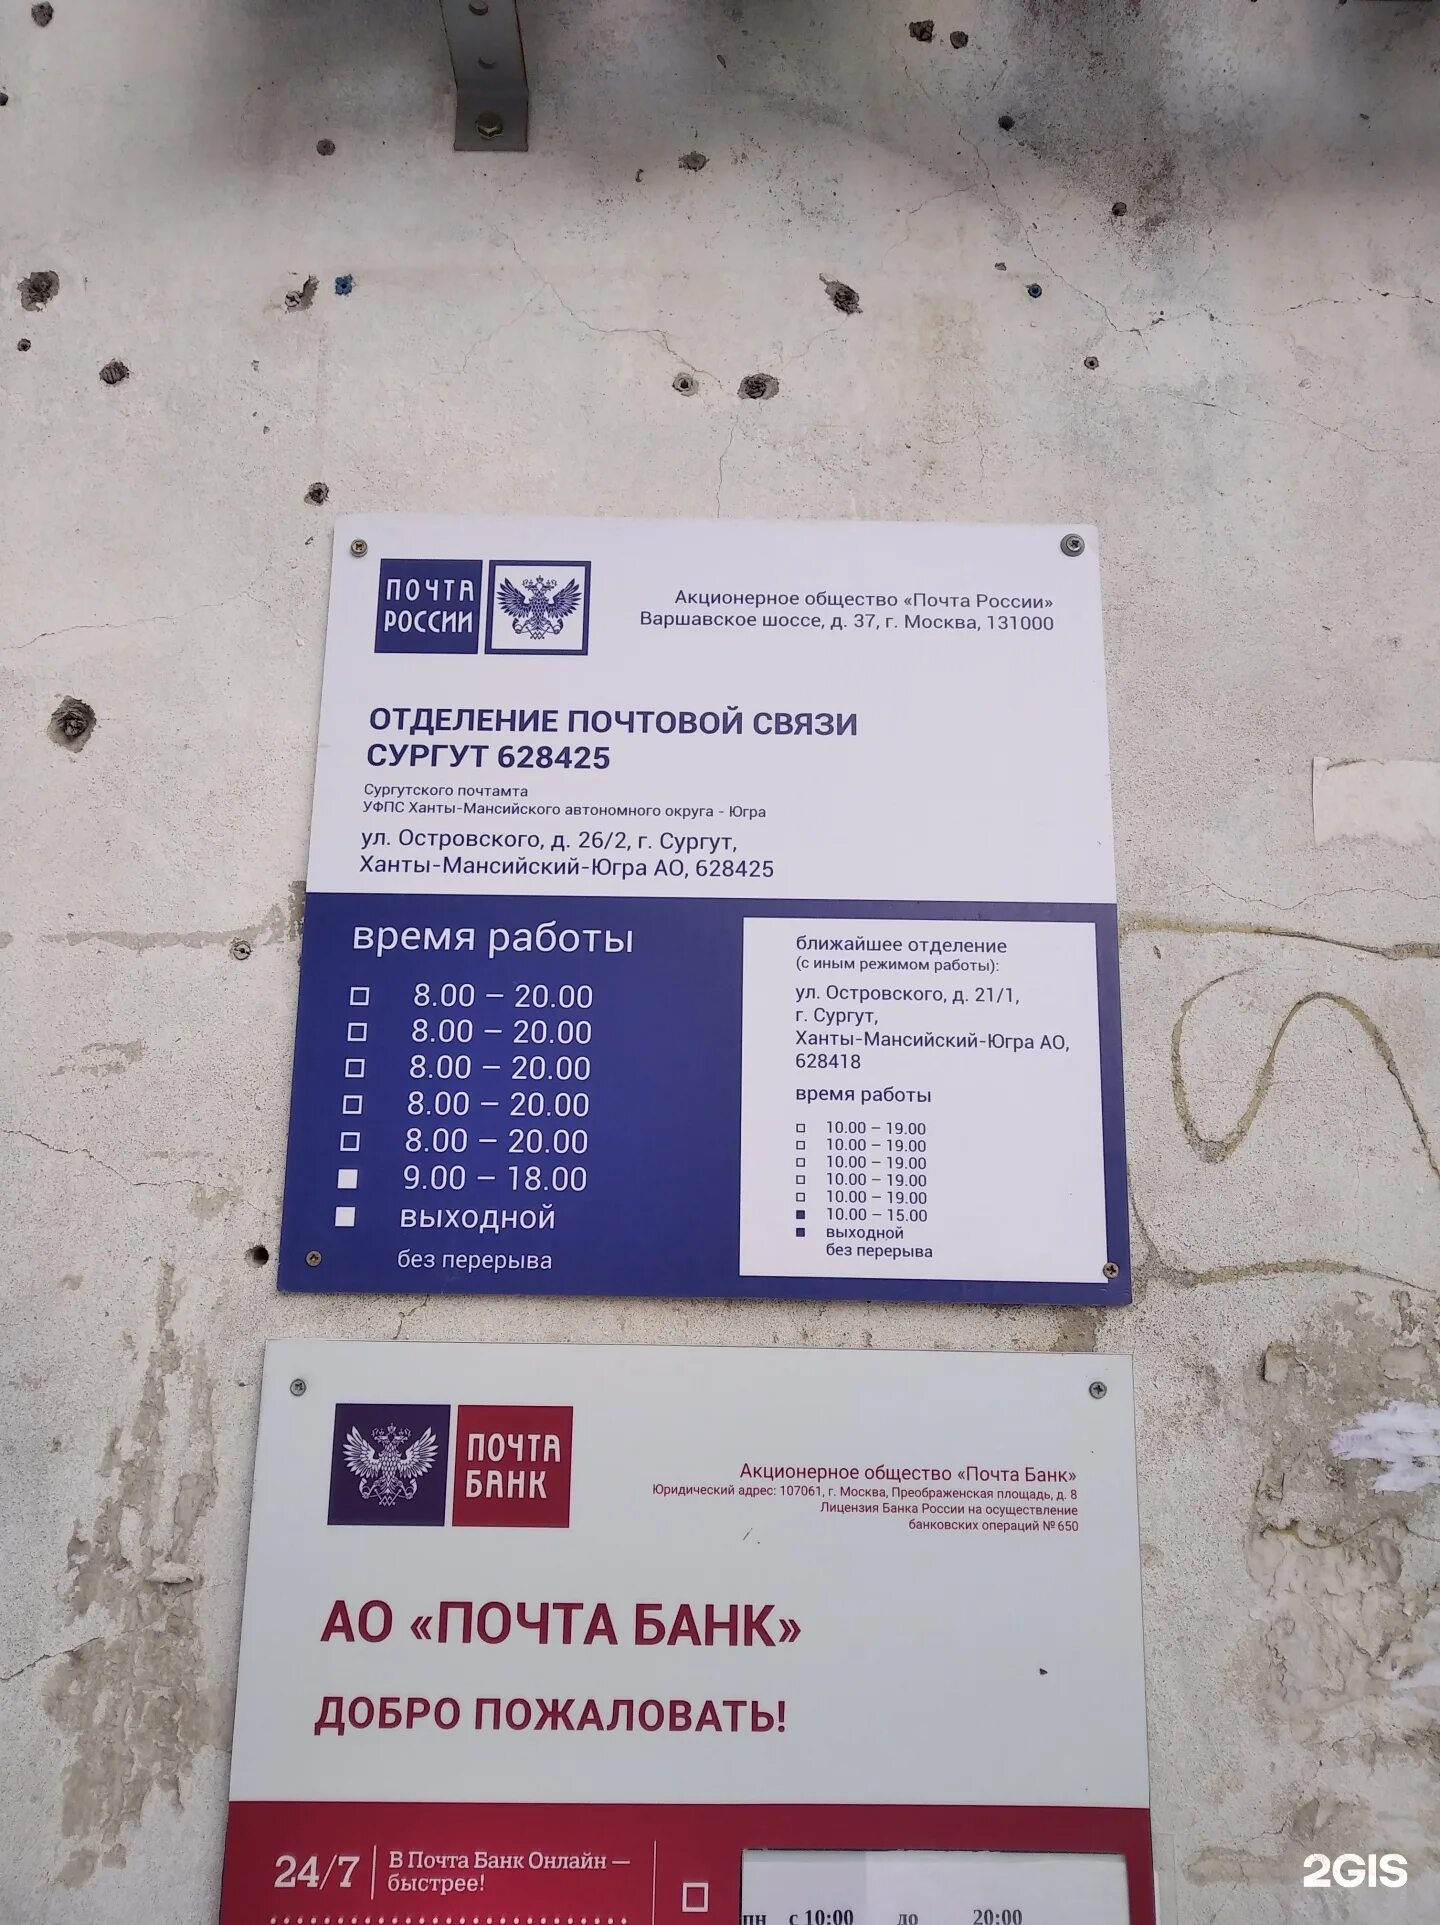 ПОЧТА
РОССИИ
Акционерное общество «Почта России»
Варшавское шоссе, д. 37, г. Москва, 131000
ОТДЕЛЕНИЕ ПОЧТОВОЙ СВЯЗИ
СУРГУТ 628425
Сургутского почтамта
УФПС Ханты-Мансийского автономного округа - Югра
ул. Островского, д. 26/2, г. Сургут,
Ханты-Мансийский-Югра АО, 628425
время работы
8.00 – 20.00
8.00 – 20.00
8.00 – 20.00
8.00 – 20.00
8.00 – 20.00
9.00 – 18.00
выходной
без перерыва
ближайшее отделение
(с иным режимом работы):
ул. Островского, д. 21/1,
г. Сургут,
Ханты-Мансийский-Югра АО,
628418
время работы
10.00 – 19.00
10.00 – 19.00
10.00 – 19.00
10.00 – 19.00
10.00 – 19.00
10.00 – 15.00
выходной
без перерыва
ПОЧТА
БАНК
Акционерное общество «Почта Банк»
Юридический адрес: 107061, г. Москва, Преображенская площадь, д. 8
Лицензия Банка России на осуществление
банковских операций № 650
АО «ПОЧТА БАНК»
ДОБРО ПОЖАЛОВАТЬ!
24/7
В Почта Банк Онлайн —
быстрее!
пн с 10:00 до 20:00
2GIS